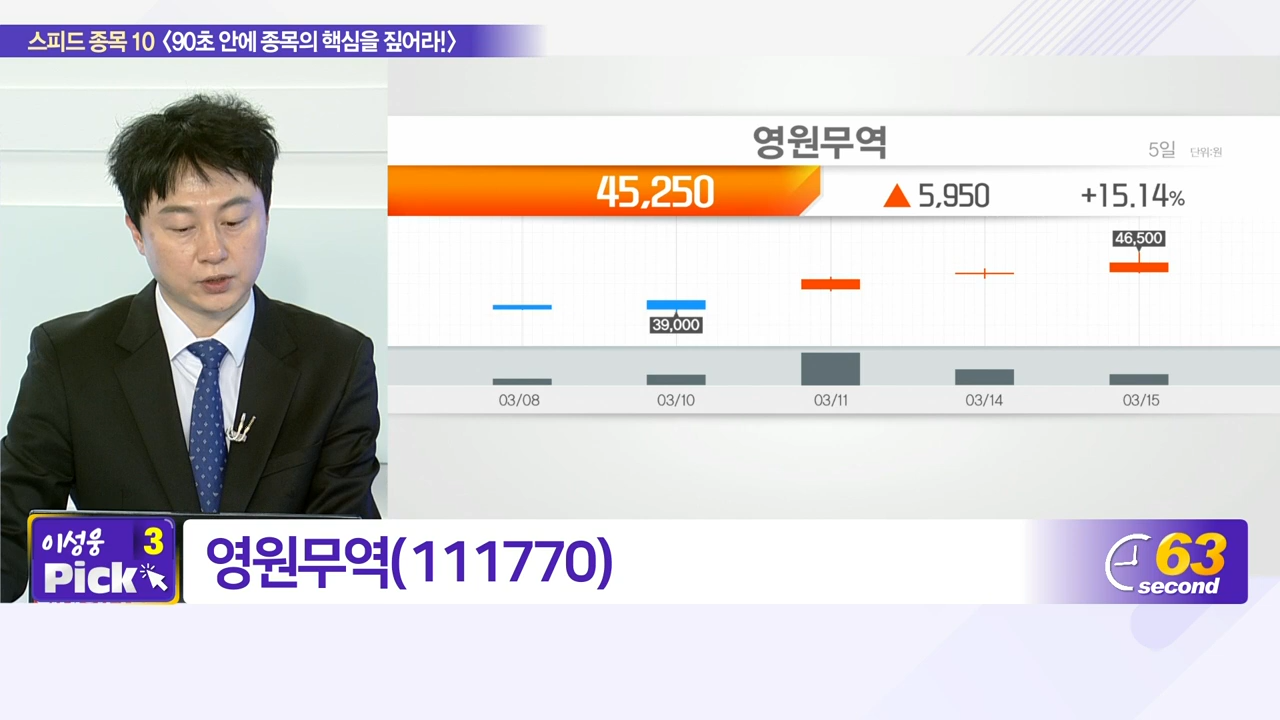 스피드 종목 10 〈90초 안에 종목의 핵심을 짚어라!〉
영원무역
5일 단위:원
45,250 ▲ 5,950 +15.14%
46,500
39,000
03/08 03/10 03/11 03/14 03/15
이성웅 3
Pick
영원무역(111770)
63
second